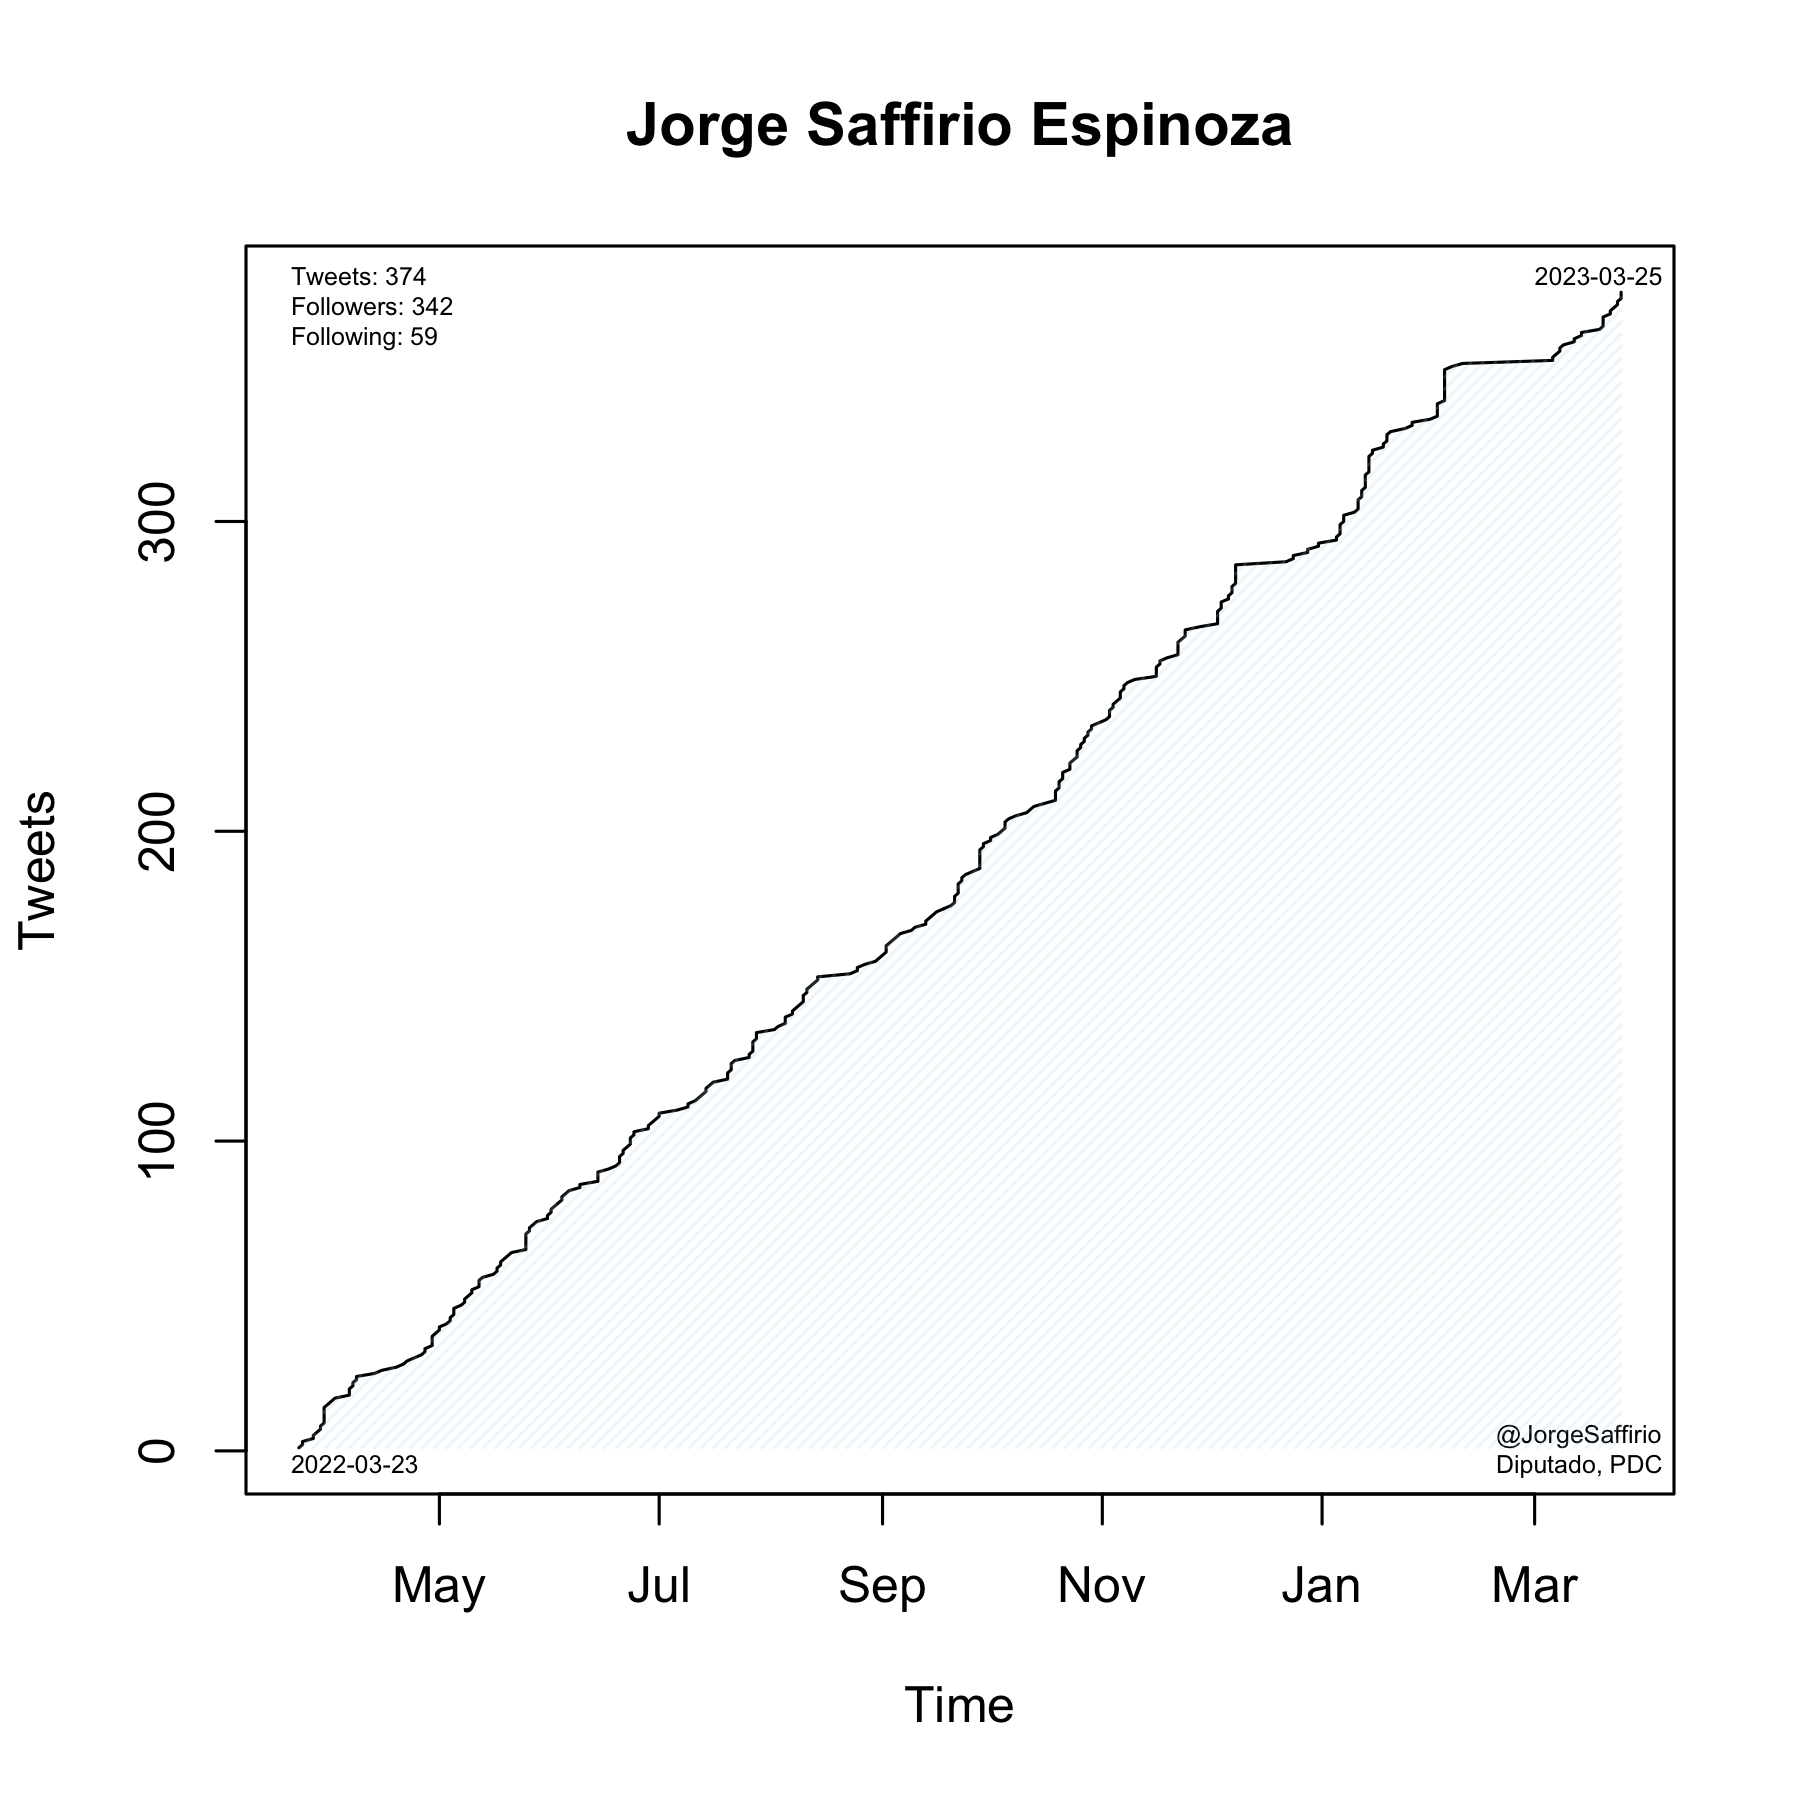 Jorge Saffirio Espinoza
Tweets: 374
Followers: 342
Following: 59
2023-03-25
300
200
100
0
Tweets
2022-03-23
@JorgeSaffirio
Diputado, PDC
May Jul Sep Nov Jan Mar
Time